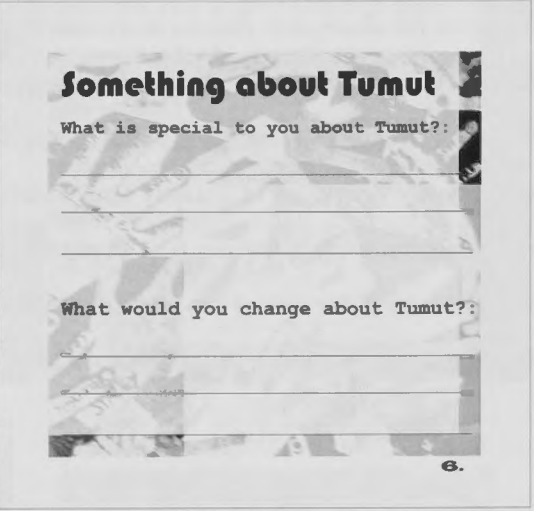 Something about Tumut
What is special to you about Tumut?:
What would you change about Tumut?:
6.